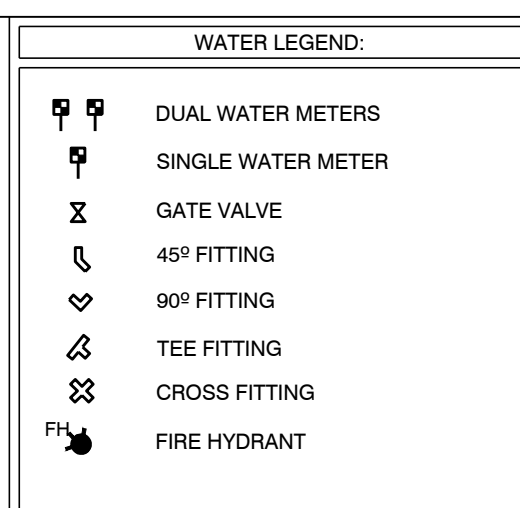 WATER LEGEND:
DUAL WATER METERS
SINGLE WATER METER
GATE VALVE
45º FITTING
90º FITTING
TEE FITTING
CROSS FITTING
FH FIRE HYDRANT